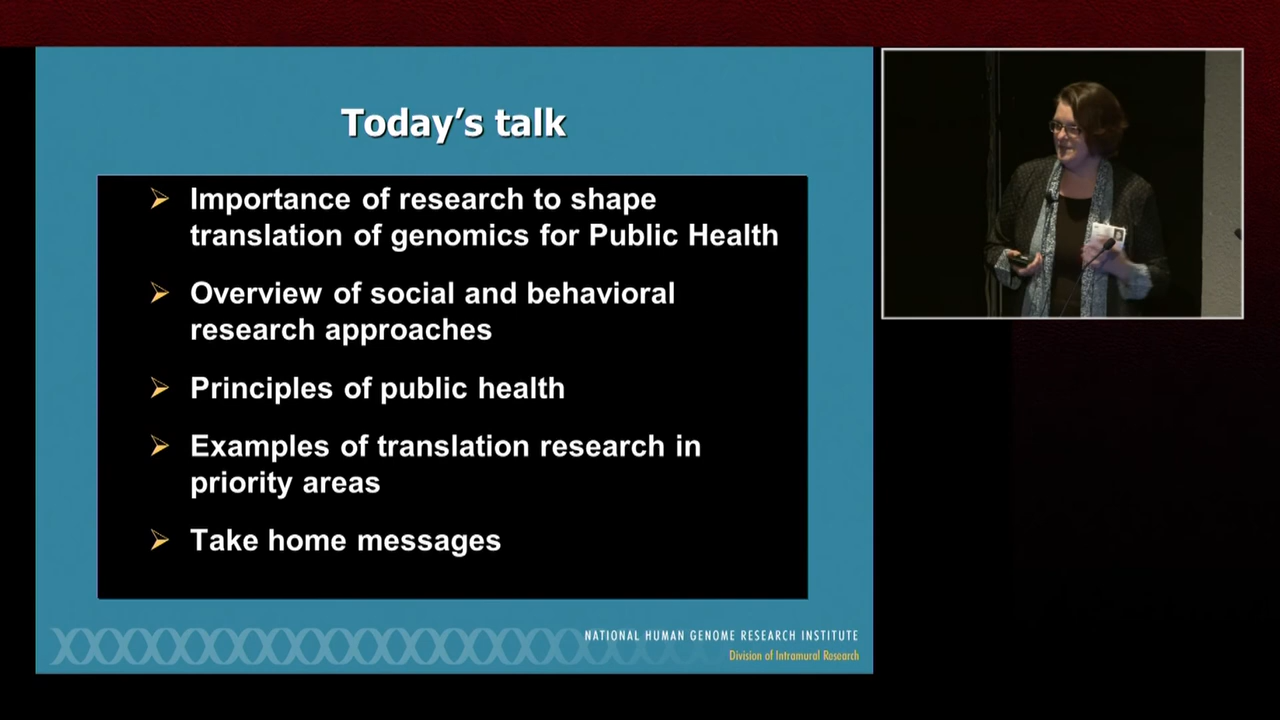 Today's talk
Importance of research to shape
translation of genomics for Public Health
Overview of social and behavioral
research approaches
Principles of public health
Examples of translation research in
priority areas
Take home messages
NATIONAL HUMAN GENOME RESEARCH INSTITUTE
Division of Intramural Research